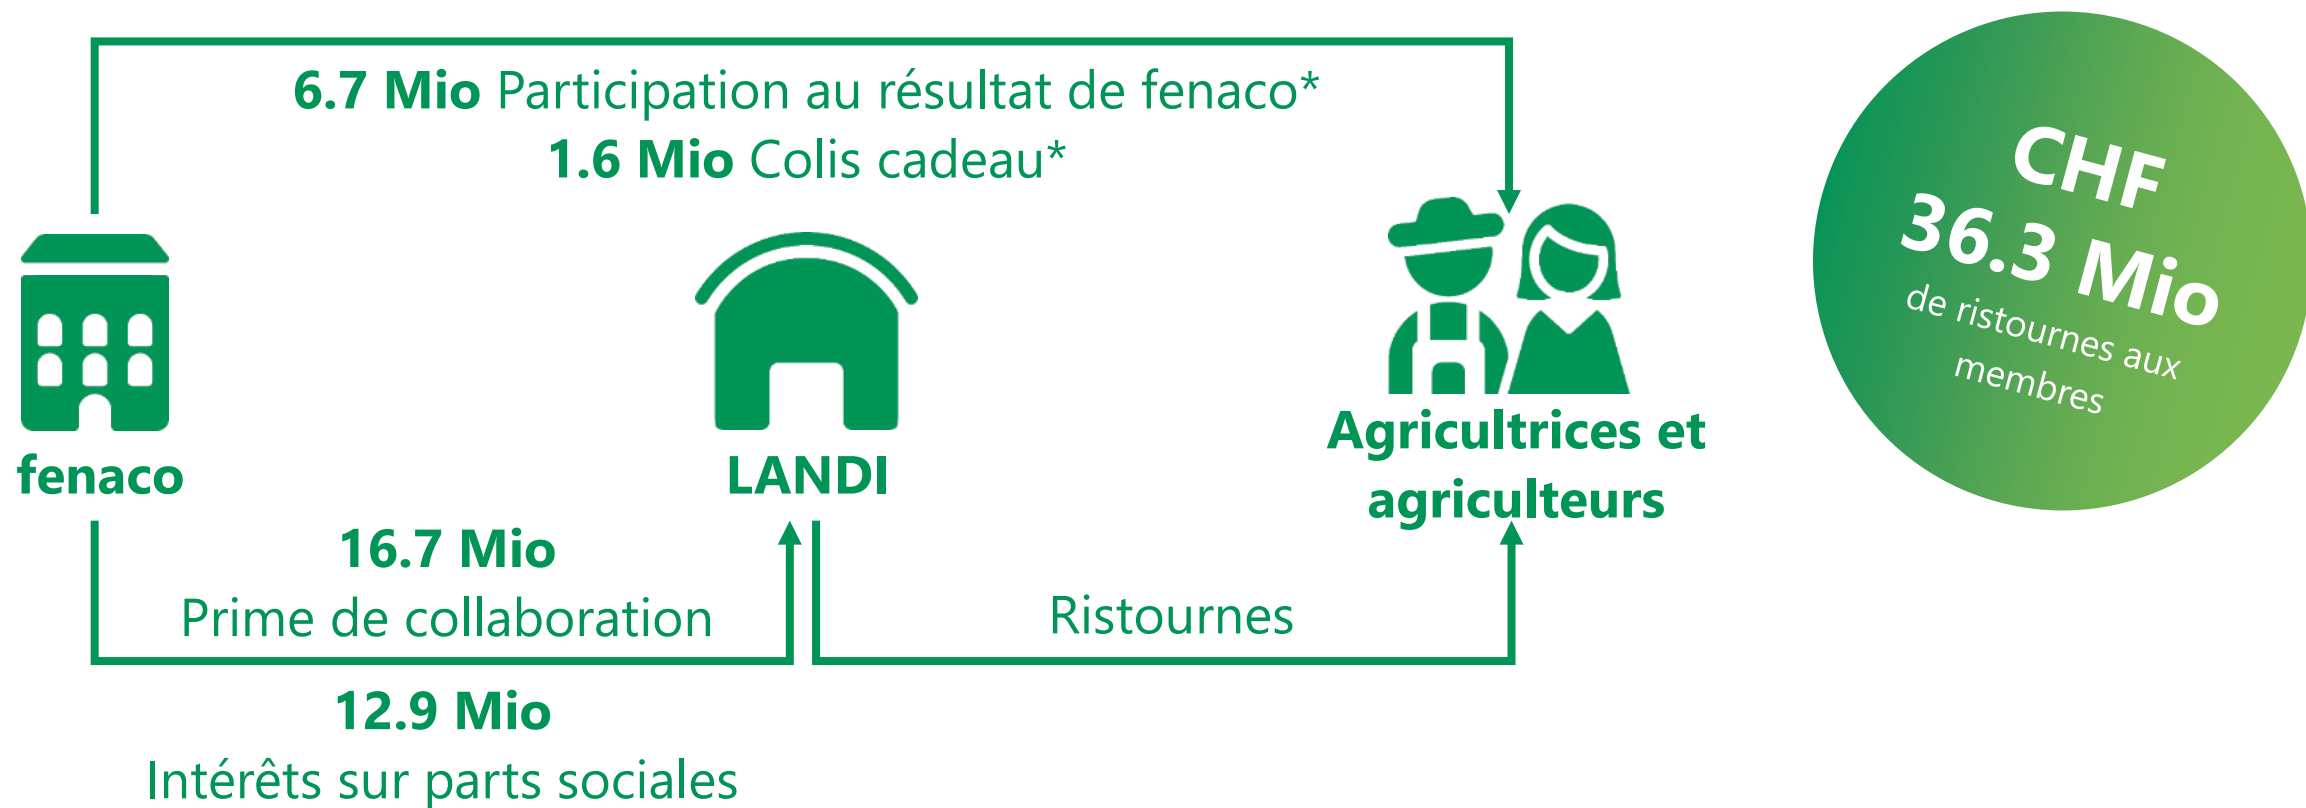 6.7 Mio Participation au résultat de fenaco*
1.6 Mio Colis cadeau*
CHF
36.3 Mio
de ristournes aux
membres
fenaco
LANDI
Agricultrices et
agriculteurs
16.7 Mio
Prime de collaboration
Ristournes
12.9 Mio
Intérêts sur parts sociales